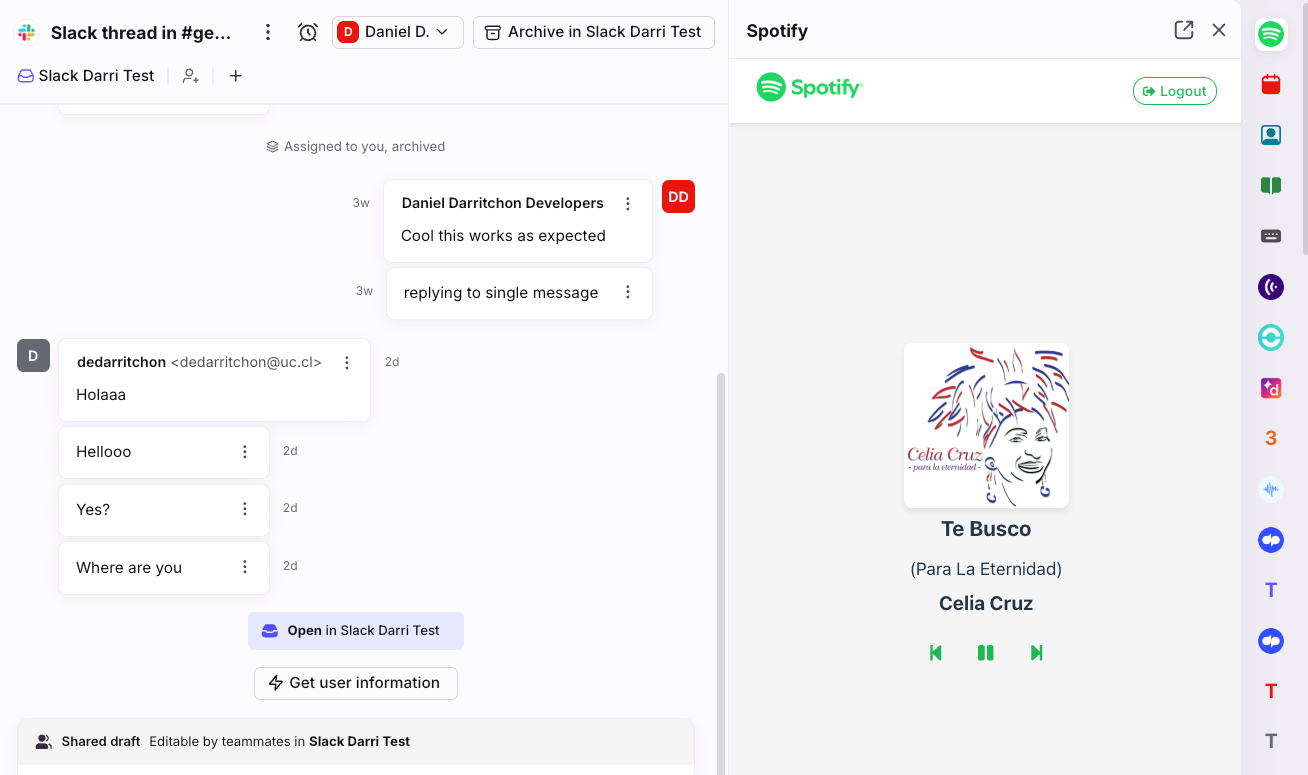 Slack thread in #ge...
D
Daniel D.
Archive in Slack Darri Test
Slack Darri Test
Assigned to you, archived
3w
Daniel Darritchon Developers
DD
Cool this works as expected
3w
replying to single message
D
dedarritchon <dedarritchon@uc.cl>
2d
Holaaa
Hellooo
2d
Yes?
2d
Where are you
2d
Open in Slack Darri Test
Get user information
Shared draft Editable by teammates in Slack Darri Test
Spotify
Spotify
Logout
Celia Cruz
- para la eternidad -
Te Busco
(Para La Eternidad)
Celia Cruz
d
3
T
T
T